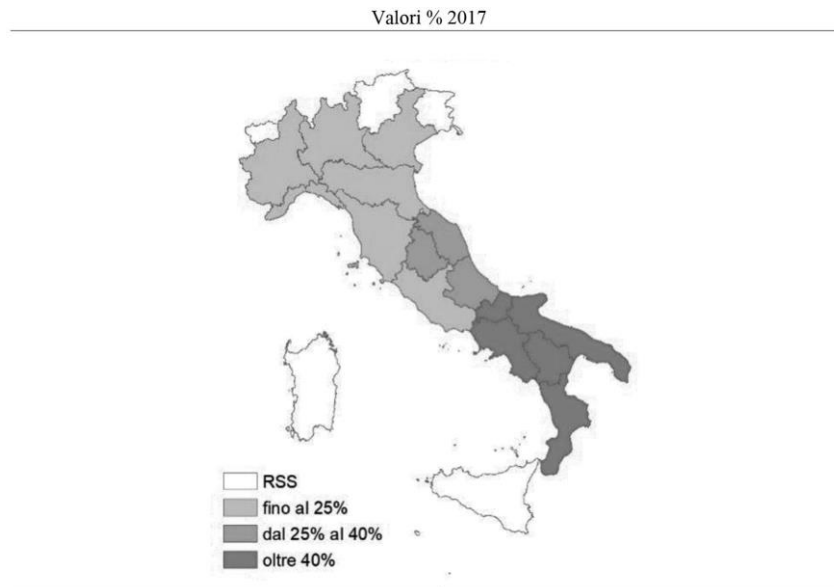 Valori % 2017
RSS
fino al 25%
dal 25% al 40%
oltre 40%